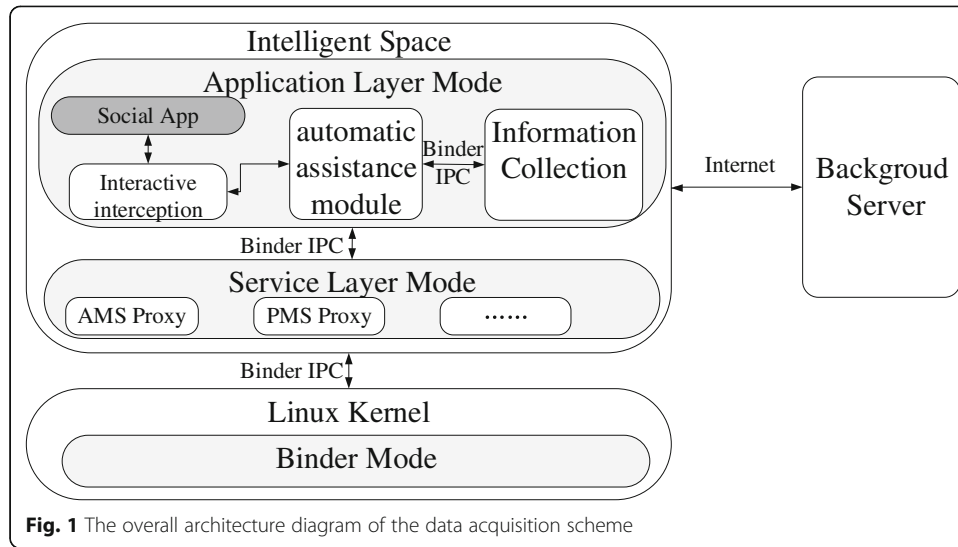 Intelligent Space
Application Layer Mode
Social App
Interactive
interception
automatic
assistance
module
Binder
IPC
Information
Collection
Internet
Backgroud
Server
Binder IPC
Service Layer Mode
AMS Proxy
PMS Proxy
......
Binder IPC
Linux Kernel
Binder Mode
Fig. 1 The overall architecture diagram of the data acquisition scheme